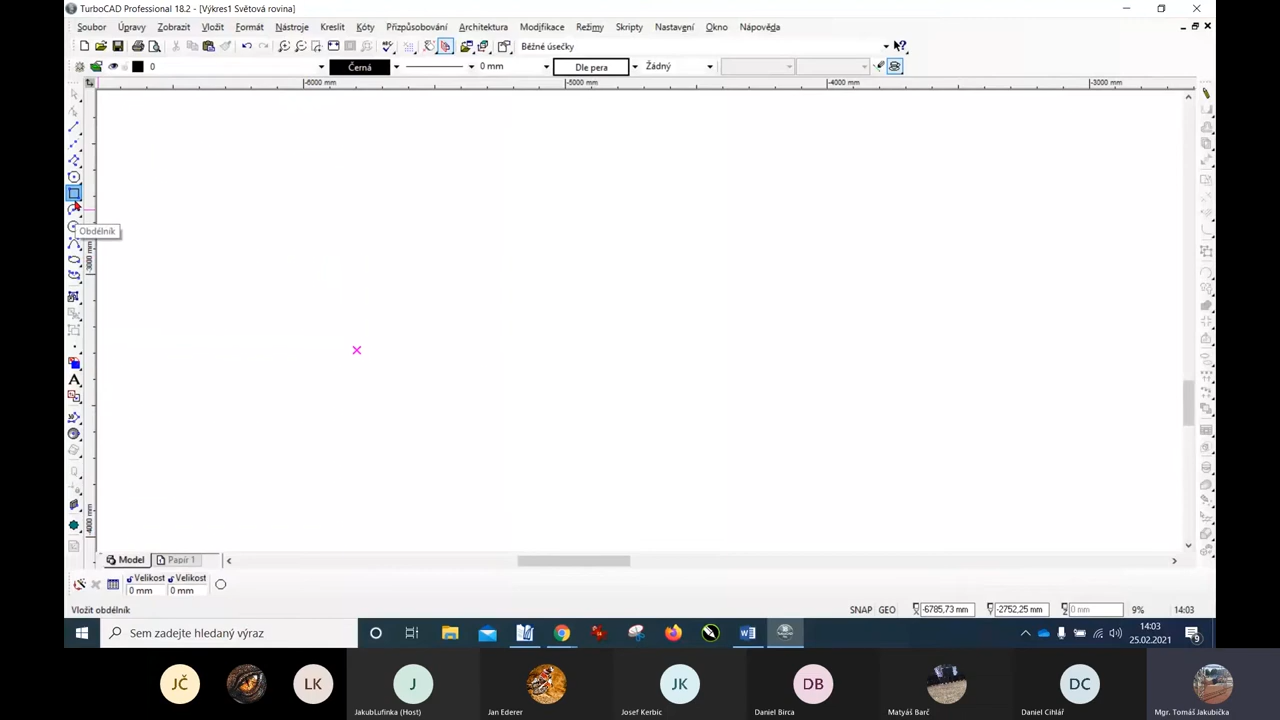 TurboCAD Professional 18.2 - [Výkres1 Světová rovina]
Soubor Úpravy Zobrazit Vložit Formát Nástroje Kreslit Kóty Přizpůsobování Architektura Modifikace Režimy Skripty Nastavení Okno Nápověda
Běžné úsečky
0 Černá 0 mm Dle pera Žádný
-6000 mm -5000 mm -4000 mm -3000 mm
Obdélník
-3000 mm
-4000 mm
Model Papír 1
Velikost Velikost
0 mm 0 mm
Vložit obdélník SNAP GEO -6785,73 mm -2752,25 mm 0 mm 9% 14:03
Sem zadejte hledaný výraz
14:03
25.02.2021
JČ LK J JK DB DC
JakubLufinka (Host) Jan Ederer Josef Kerbic Daniel Birca Matyáš Barč Daniel Cihlář Mgr. Tomáš Jakubička